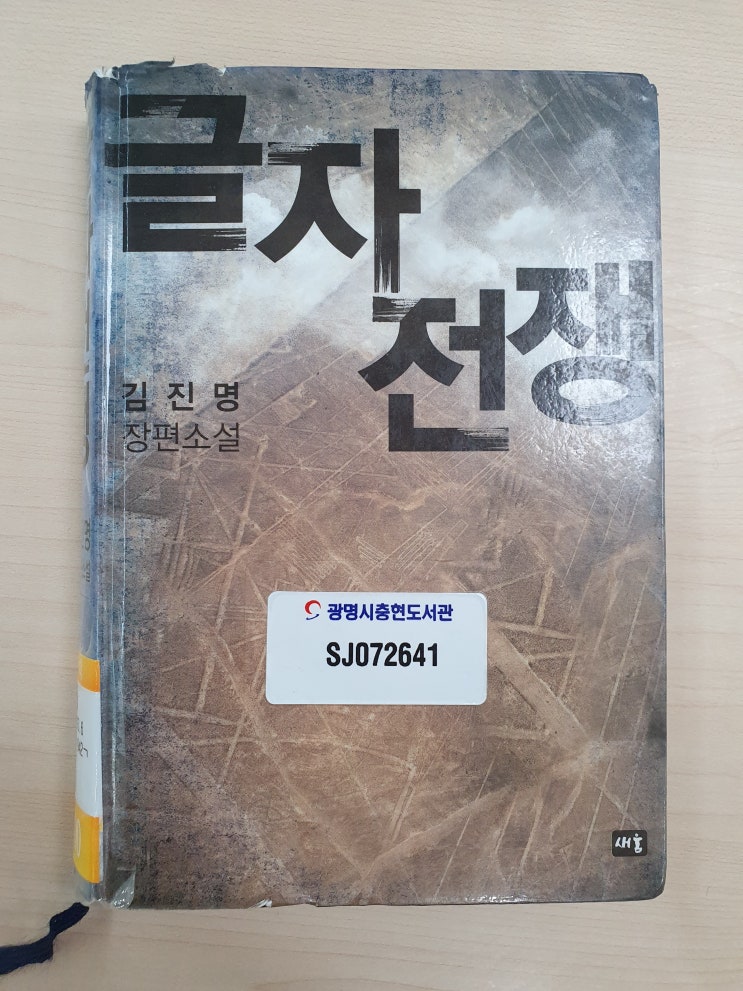 글자
전쟁
김진명
장편소설
광명시충현도서관
SJ072641
새움